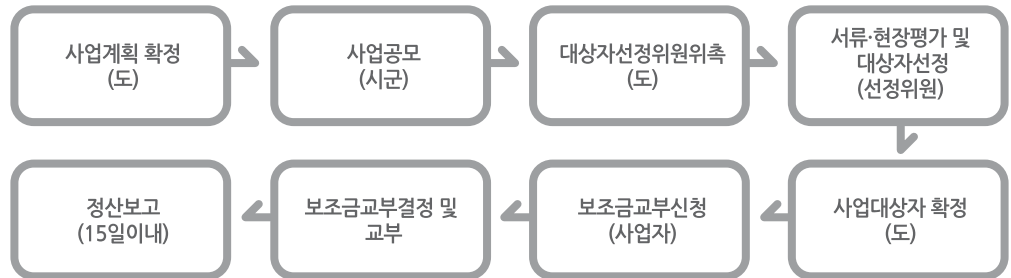 사업계획 확정
(도)
사업공모
(시군)
대상자선정위원위촉
(도)
서류·현장평가 및
대상자선정
(선정위원)
사업대상자 확정
(도)
보조금교부신청
(사업자)
보조금교부결정 및
교부
정산보고
(15일이내)